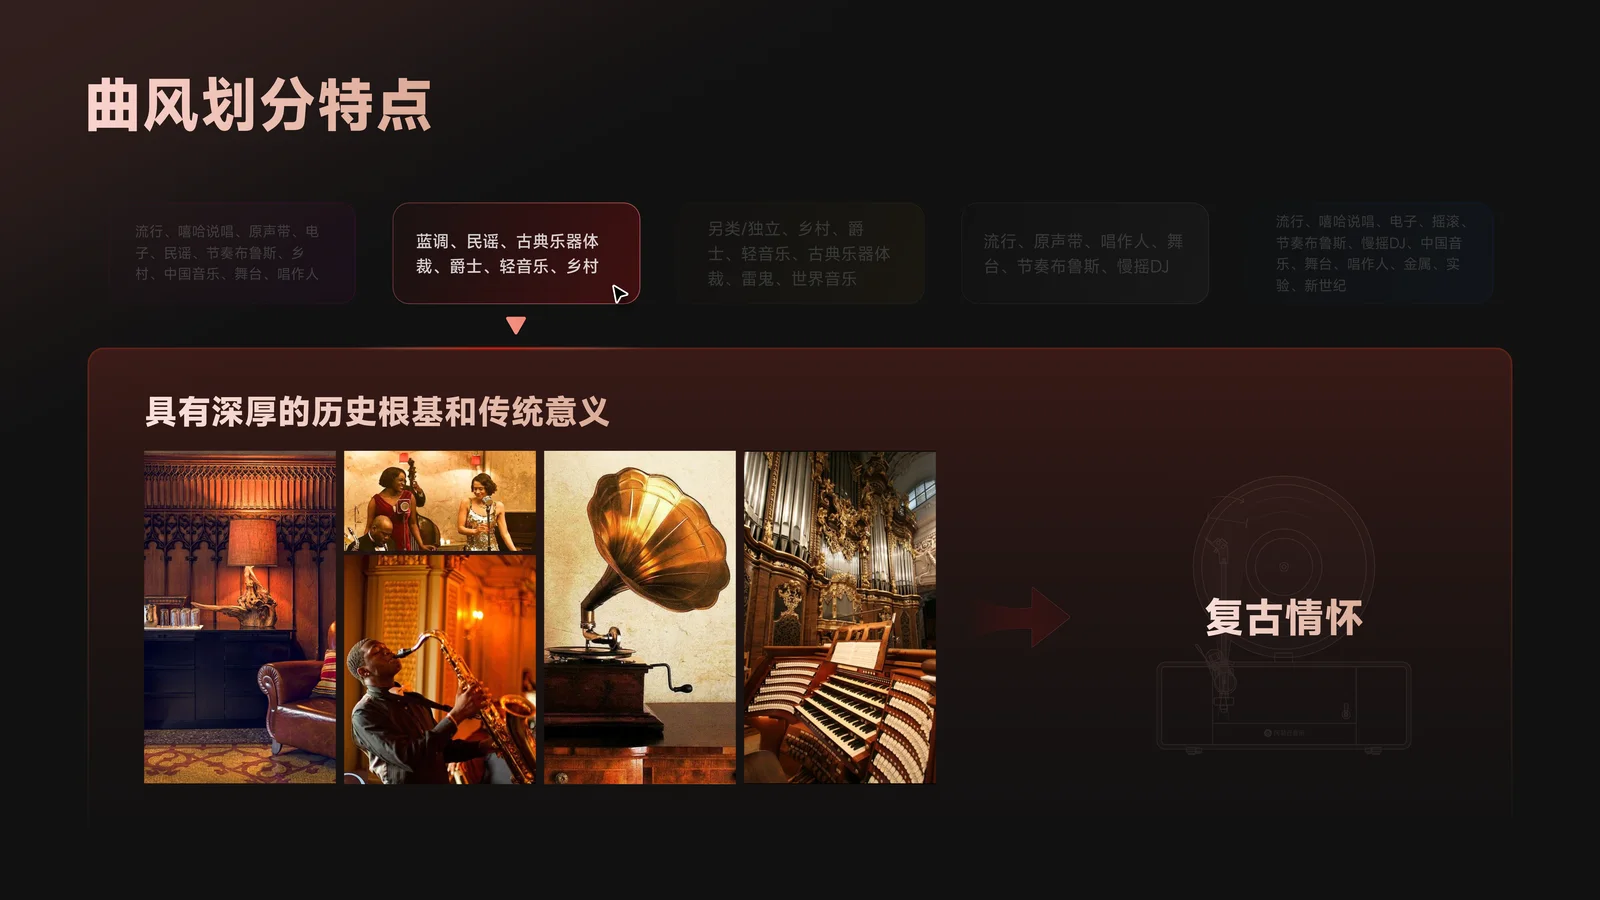 曲风划分特点
流行、嘻哈说唱、原声带、电
子、民谣、节奏布鲁斯、乡
村、中国音乐、舞台、唱作人
蓝调、民谣、古典乐器体
裁、爵士、轻音乐、乡村
另类/独立、乡村、爵
士、轻音乐、古典乐器体
裁、雷鬼、世界音乐
流行、原声带、唱作人、舞
台、节奏布鲁斯、慢摇DJ
流行、嘻哈说唱、电子、摇滚、
节奏布鲁斯、慢摇DJ、中国音
乐、舞台、唱作人、金属、实
验、新世纪
具有深厚的历史根基和传统意义
复古情怀